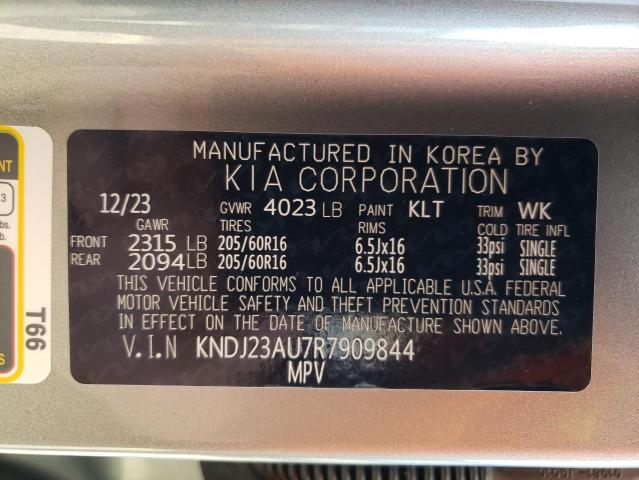 MANUFACTURED IN KOREA BY
KIA CORPORATION
12/23 GVWR 4023 LB PAINT KLT TRIM WK
GAWR TIRES RIMS COLD TIRE INFL
FRONT 2315 LB 205/60R16 6.5Jx16 33psi SINGLE
REAR 2094 LB 205/60R16 6.5Jx16 33psi SINGLE
THIS VEHICLE CONFORMS TO ALL APPLICABLE U.S.A. FEDERAL
MOTOR VEHICLE SAFETY AND THEFT PREVENTION STANDARDS
IN EFFECT ON THE DATE OF MANUFACTURE SHOWN ABOVE.
V.I.N KNDJ23AU7R7909844
MPV
NT
3
bs.
b.
T66
S